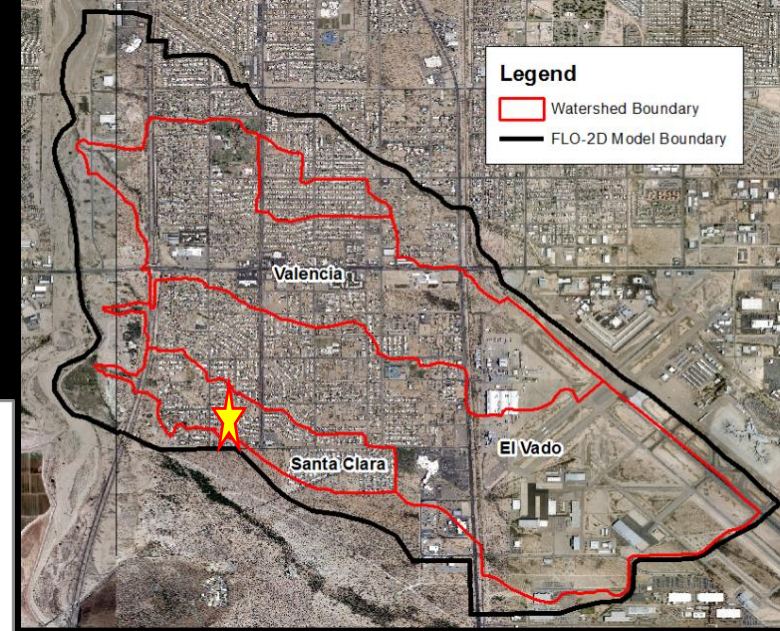 Legend
Watershed Boundary
FLO-2D Model Boundary
Valencia
El Vado
Santa Clara